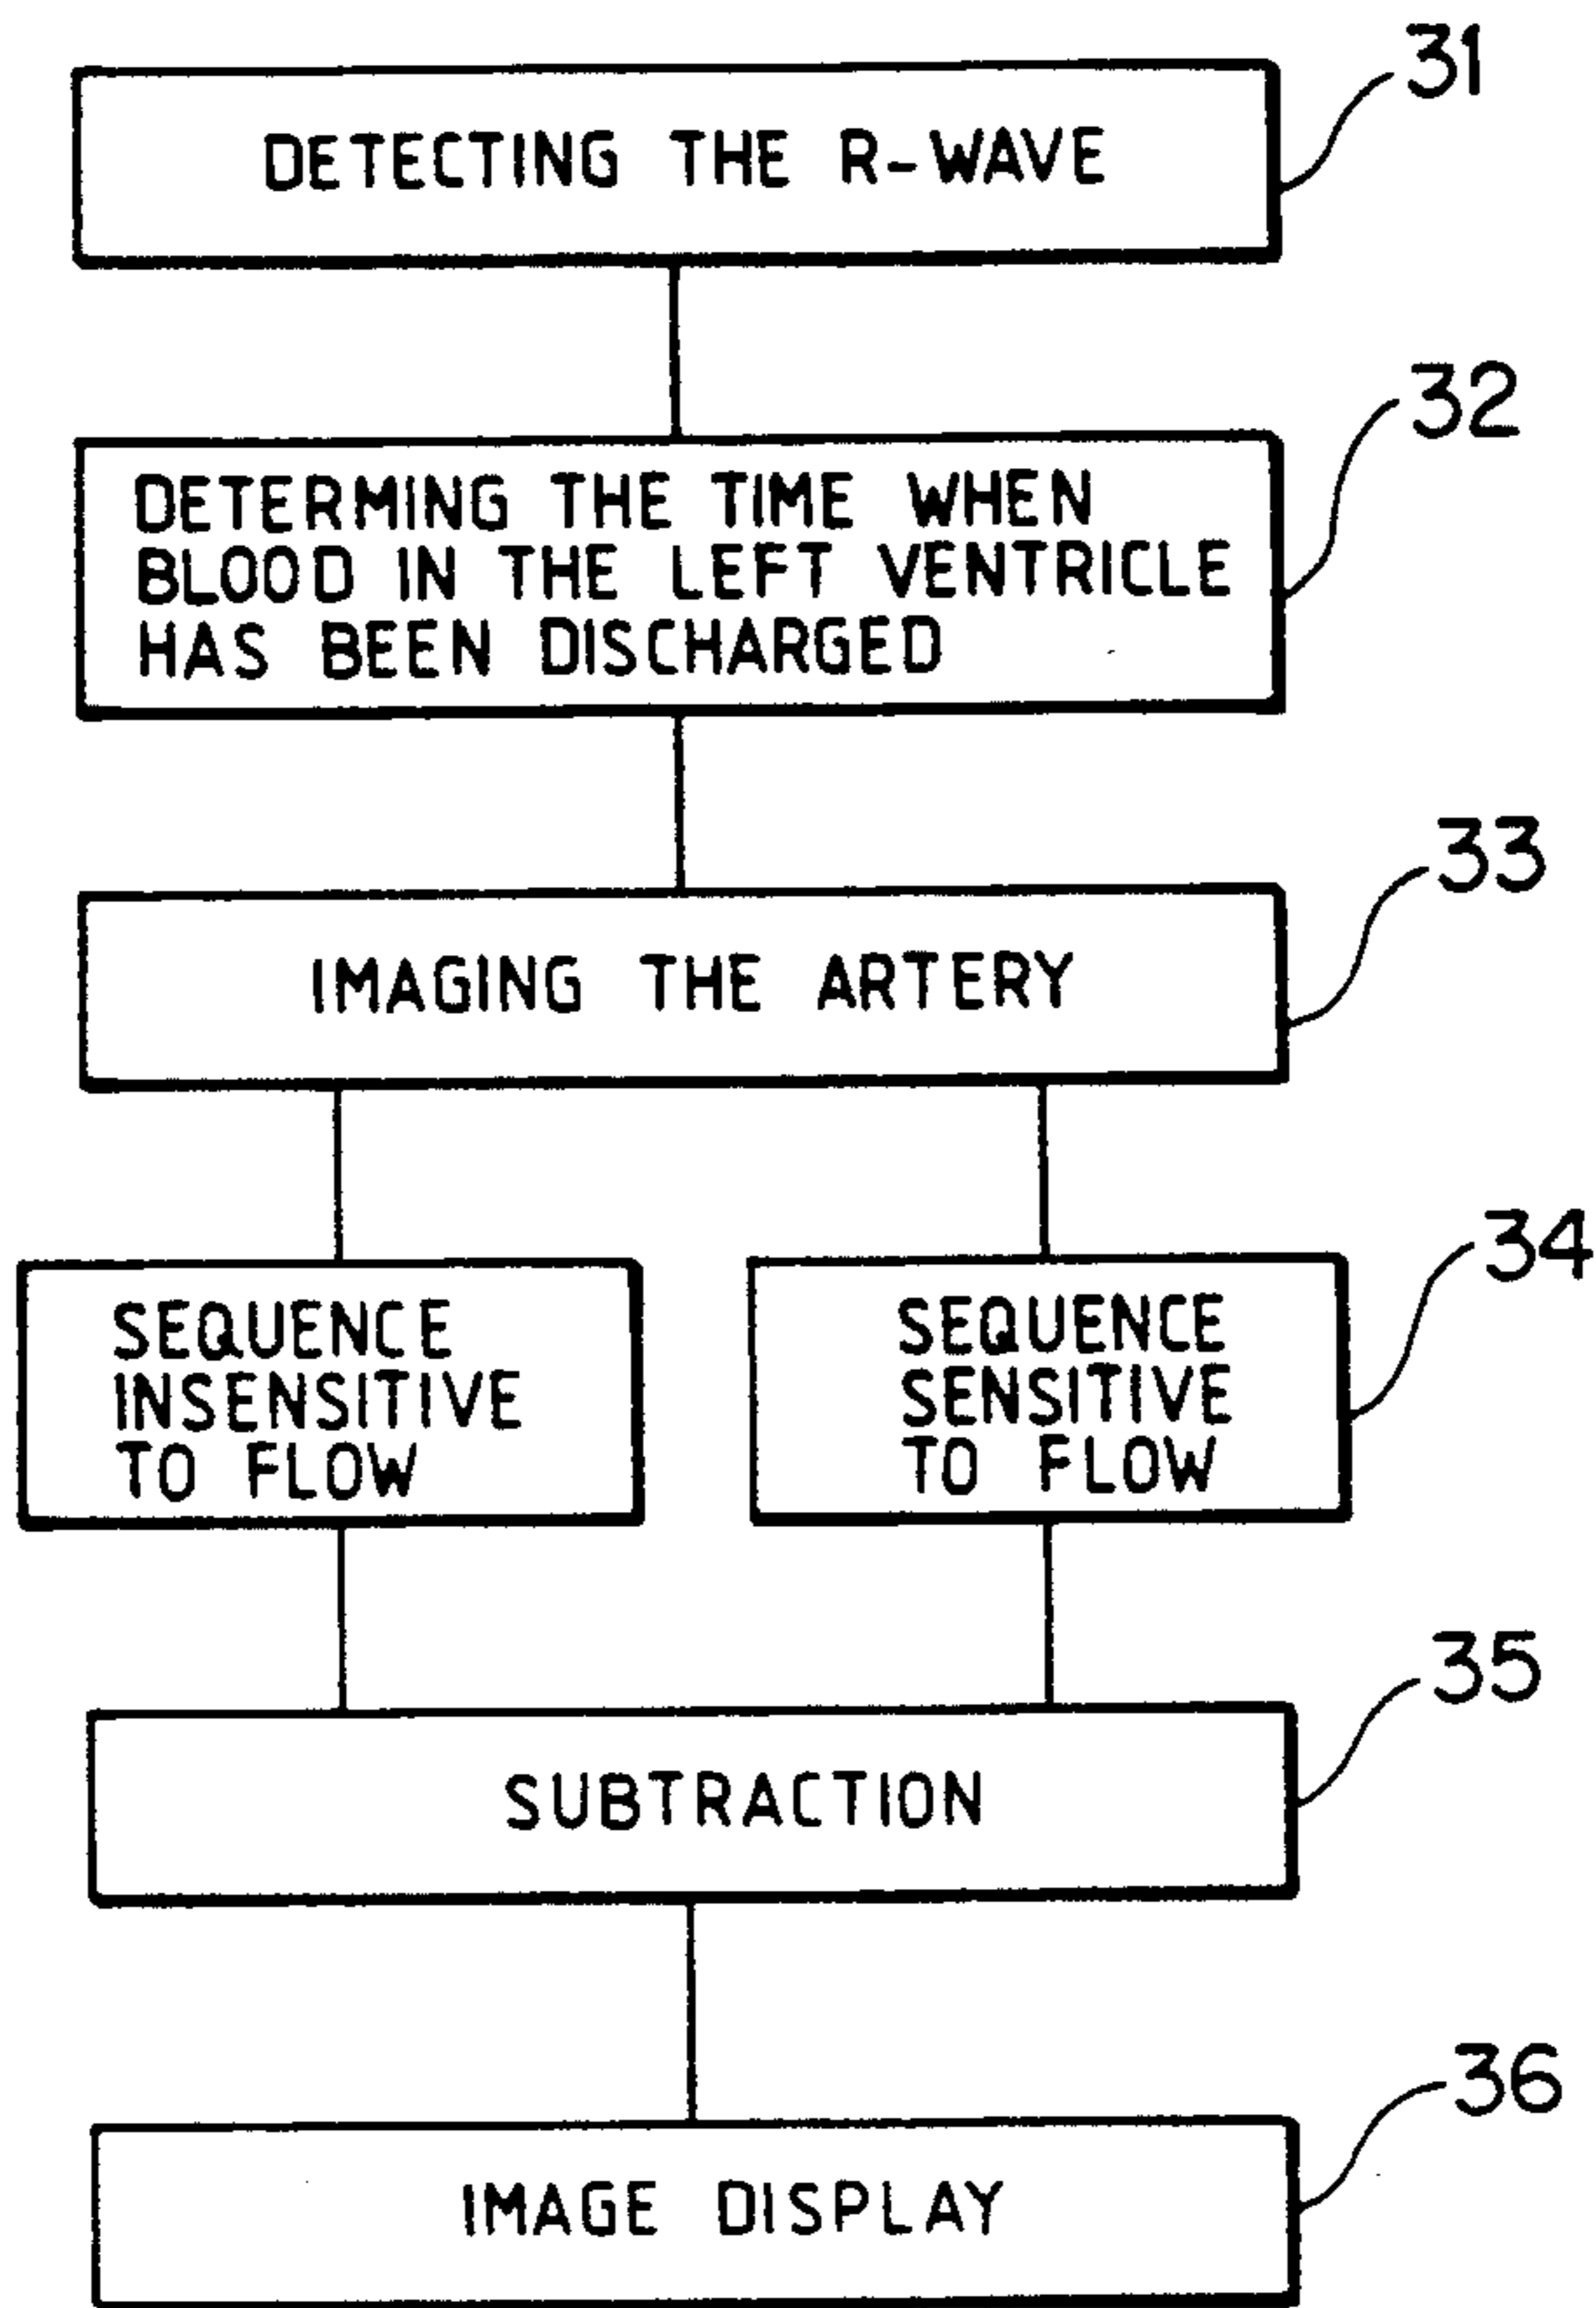 31
DETECTING THE R-WAVE
32
DETERMING THE TIME WHEN
BLOOD IN THE LEFT VENTRICLE
HAS BEEN DISCHARGED
33
IMAGING THE ARTERY
34
SEQUENCE
INSENSITIVE
TO FLOW
SEQUENCE
SENSITIVE
TO FLOW
35
SUBTRACTION
36
IMAGE DISPLAY